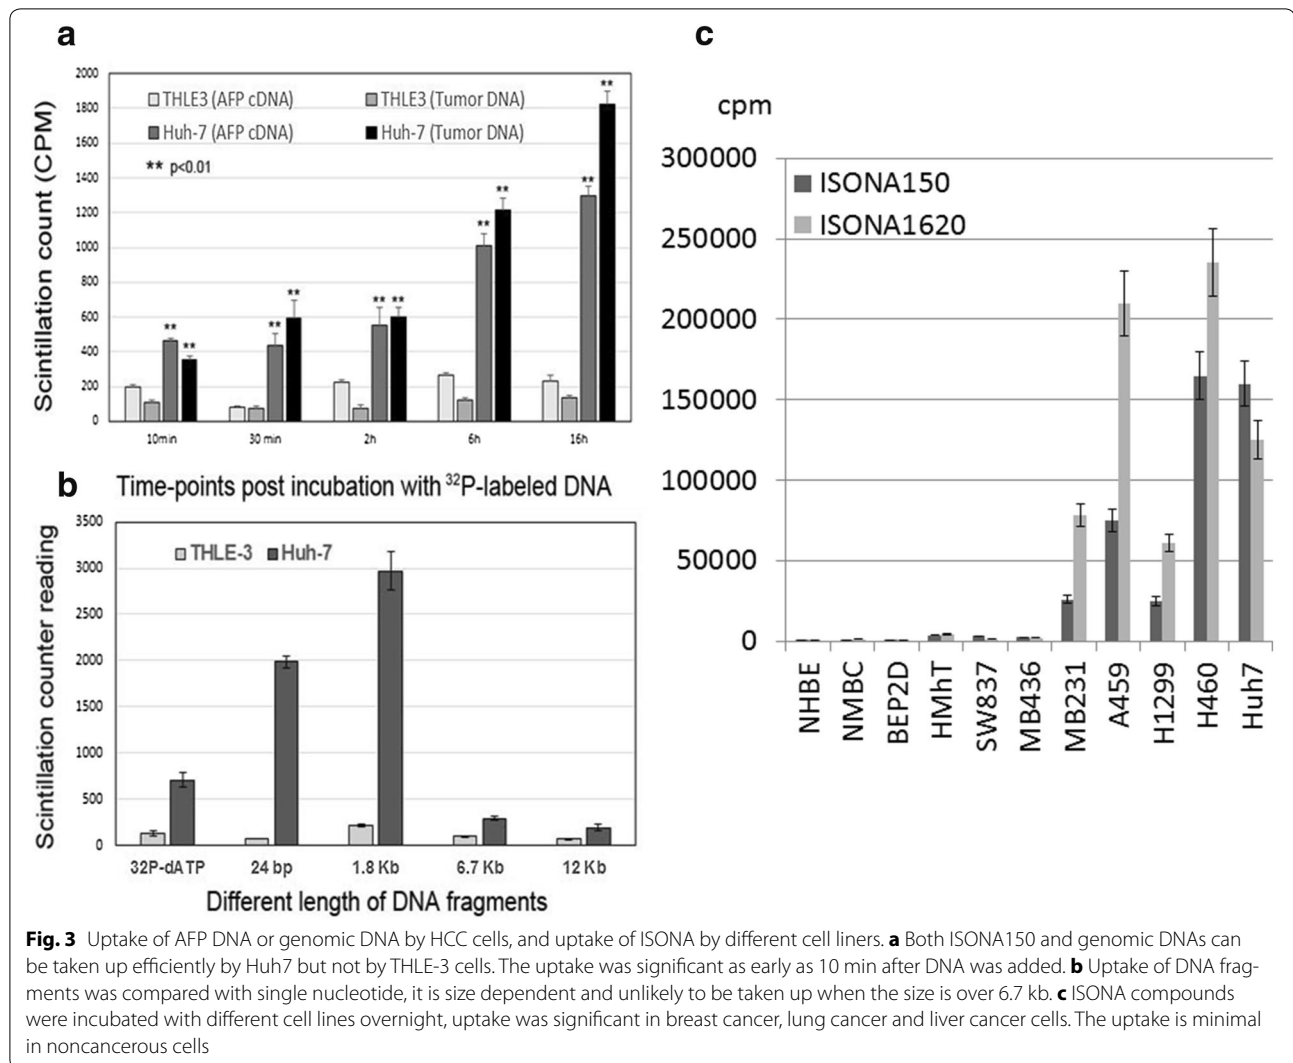 a
2000
1800
1600
1400
1200
1000
800
600
400
200
0
Scintillation count (CPM)
THLE3 (AFP cDNA)
THLE3 (Tumor DNA)
Huh-7 (AFP cDNA)
Huh-7 (Tumor DNA)
** p<0.01
** ** ** ** ** ** ** ** ** **
10min 30 min 2h 6h 16h
Time-points post incubation with ³²P-labeled DNA
b
3500
3000
2500
2000
1500
1000
500
0
Scintillation counter reading
THLE-3 Huh-7
32P-dATP 24 bp 1.8 Kb 6.7 Kb 12 Kb
Different length of DNA fragments
c
cpm
300000
250000
200000
150000
100000
50000
0
ISONA150
ISONA1620
NHBE
NMBC
BEP2D
HMhT
SW837
MB436
MB231
A459
H1299
H460
Huh7
Fig. 3 Uptake of AFP DNA or genomic DNA by HCC cells, and uptake of ISONA by different cell liners. a Both ISONA150 and genomic DNAs can
be taken up efficiently by Huh7 but not by THLE-3 cells. The uptake was significant as early as 10 min after DNA was added. b Uptake of DNA frag-
ments was compared with single nucleotide, it is size dependent and unlikely to be taken up when the size is over 6.7 kb. c ISONA compounds
were incubated with different cell lines overnight, uptake was significant in breast cancer, lung cancer and liver cancer cells. The uptake is minimal
in noncancerous cells